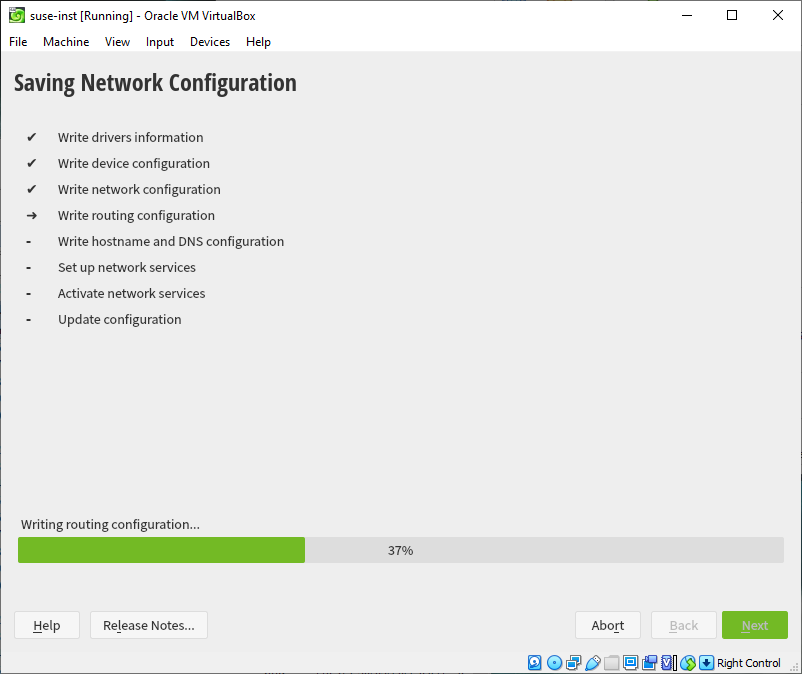 suse-inst [Running] - Oracle VM VirtualBox
File Machine View Input Devices Help
Saving Network Configuration
✔ Write drivers information
✔ Write device configuration
✔ Write network configuration
➔ Write routing configuration
- Write hostname and DNS configuration
- Set up network services
- Activate network services
- Update configuration
Writing routing configuration...
37%
Help Release Notes... Abort Back Next
Right Control